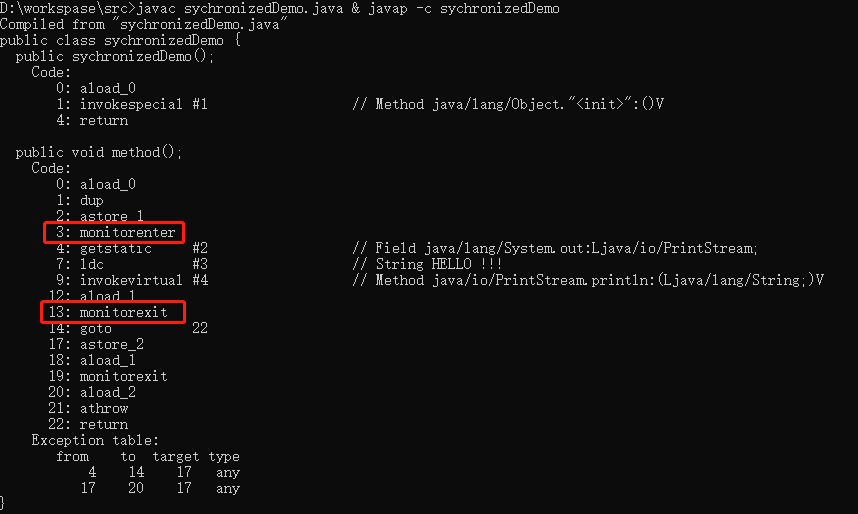 D:\workspase\src>javac sychronizedDemo.java & javap -c sychronizedDemo
Compiled from "sychronizedDemo.java"
public class sychronizedDemo {
  public sychronizedDemo();
    Code:
       0: aload_0
       1: invokespecial #1                  // Method java/lang/Object."<init>":()V
       4: return

  public void method();
    Code:
       0: aload_0
       1: dup
       2: astore_1
       3: monitorenter
       4: getstatic     #2                  // Field java/lang/System.out:Ljava/io/PrintStream;
       7: ldc           #3                  // String HELLO !!!
       9: invokevirtual #4                  // Method java/io/PrintStream.println:(Ljava/lang/String;)V
      12: aload_1
      13: monitorexit
      14: goto          22
      17: astore_2
      18: aload_1
      19: monitorexit
      20: aload_2
      21: athrow
      22: return
    Exception table:
       from    to  target type
           4    14    17   any
          17    20    17   any
}